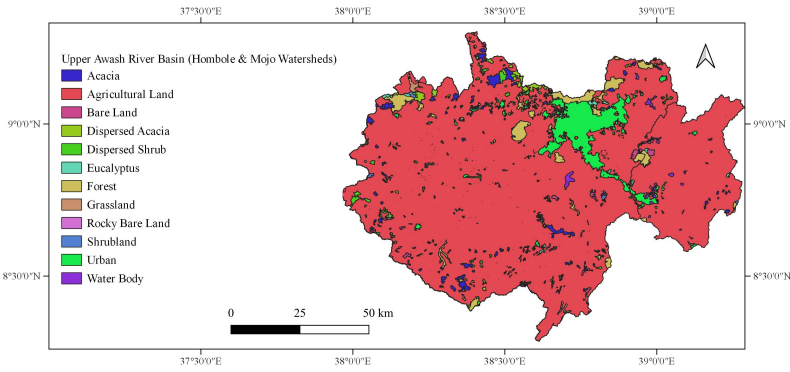 37°30'0"E 38°0'0"E 38°30'0"E 39°0'0"E
Upper Awash River Basin (Hombole & Mojo Watersheds)
Acacia
Agricultural Land
Bare Land
9°0'0"N 9°0'0"N
Dispersed Acacia
Dispersed Shrub
Eucalyptus
Forest
Grassland
Rocky Bare Land
Shrubland
Urban
8°30'0"N 8°30'0"N
Water Body
0 25 50 km
37°30'0"E 38°0'0"E 38°30'0"E 39°0'0"E